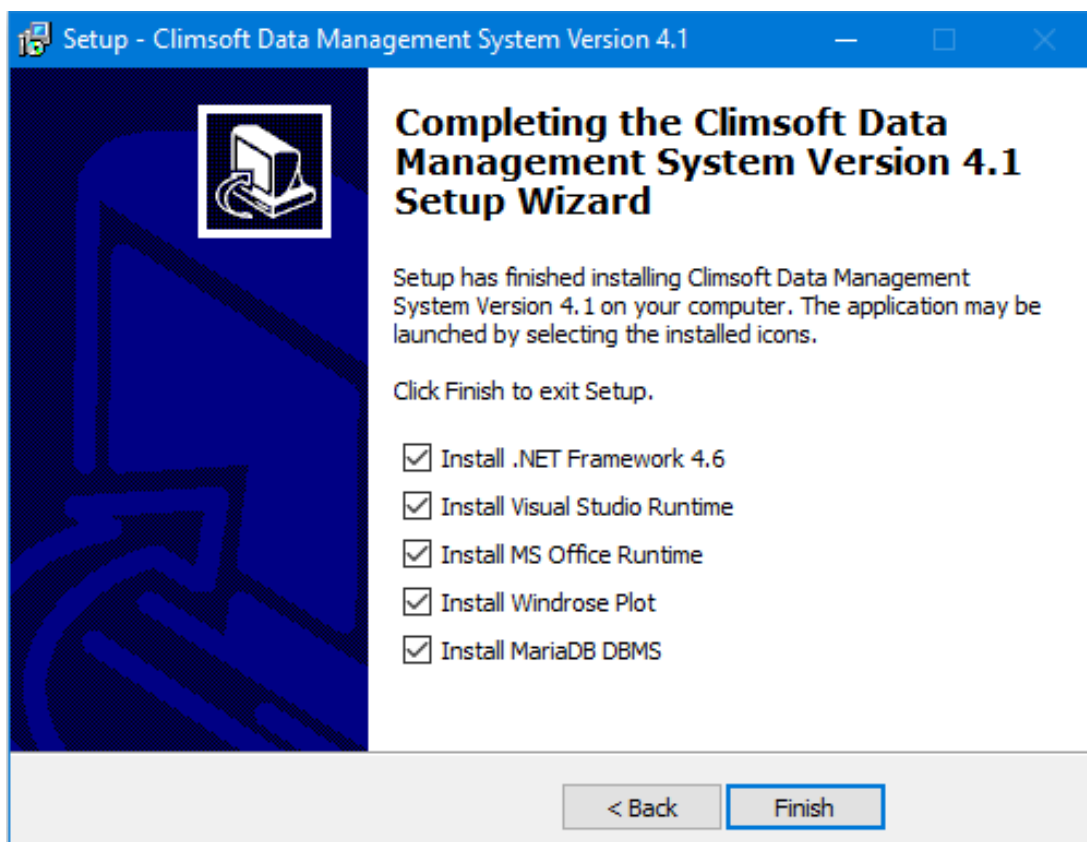 Setup - Climsoft Data Management System Version 4.1
Completing the Climsoft Data
Management System Version 4.1
Setup Wizard
Setup has finished installing Climsoft Data Management
System Version 4.1 on your computer. The application may be
launched by selecting the installed icons.
Click Finish to exit Setup.
Install .NET Framework 4.6
Install Visual Studio Runtime
Install MS Office Runtime
Install Windrose Plot
Install MariaDB DBMS
< Back
Finish